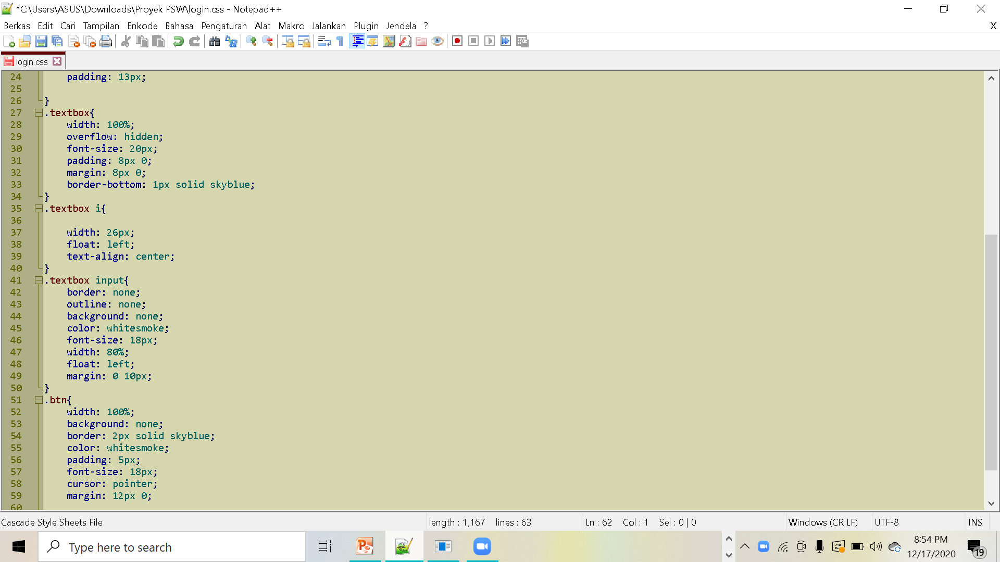 *C:\Users\ASUS\Downloads\Proyek PSW\login.css - Notepad++
Berkas Edit Cari Tampilan Enkode Bahasa Pengaturan Alat Makro Jalankan Plugin Jendela ? X
login.css
24 padding: 13px;
25
26 }
27 .textbox{
28 width: 100%;
29 overflow: hidden;
30 font-size: 20px;
31 padding: 8px 0;
32 margin: 8px 0;
33 border-bottom: 1px solid skyblue;
34 }
35 .textbox i{
36
37 width: 26px;
38 float: left;
39 text-align: center;
40 }
41 .textbox input{
42 border: none;
43 outline: none;
44 background: none;
45 color: whitesmoke;
46 font-size: 18px;
47 width: 80%;
48 float: left;
49 margin: 0 10px;
50 }
51 .btn{
52 width: 100%;
53 background: none;
54 border: 2px solid skyblue;
55 color: whitesmoke;
56 padding: 5px;
57 font-size: 18px;
58 cursor: pointer;
59 margin: 12px 0;
60
Cascade Style Sheets File length : 1,167 lines : 63 Ln : 62 Col : 1 Sel : 0 | 0 Windows (CR LF) UTF-8 INS
Type here to search
8:54 PM
12/17/2020
19